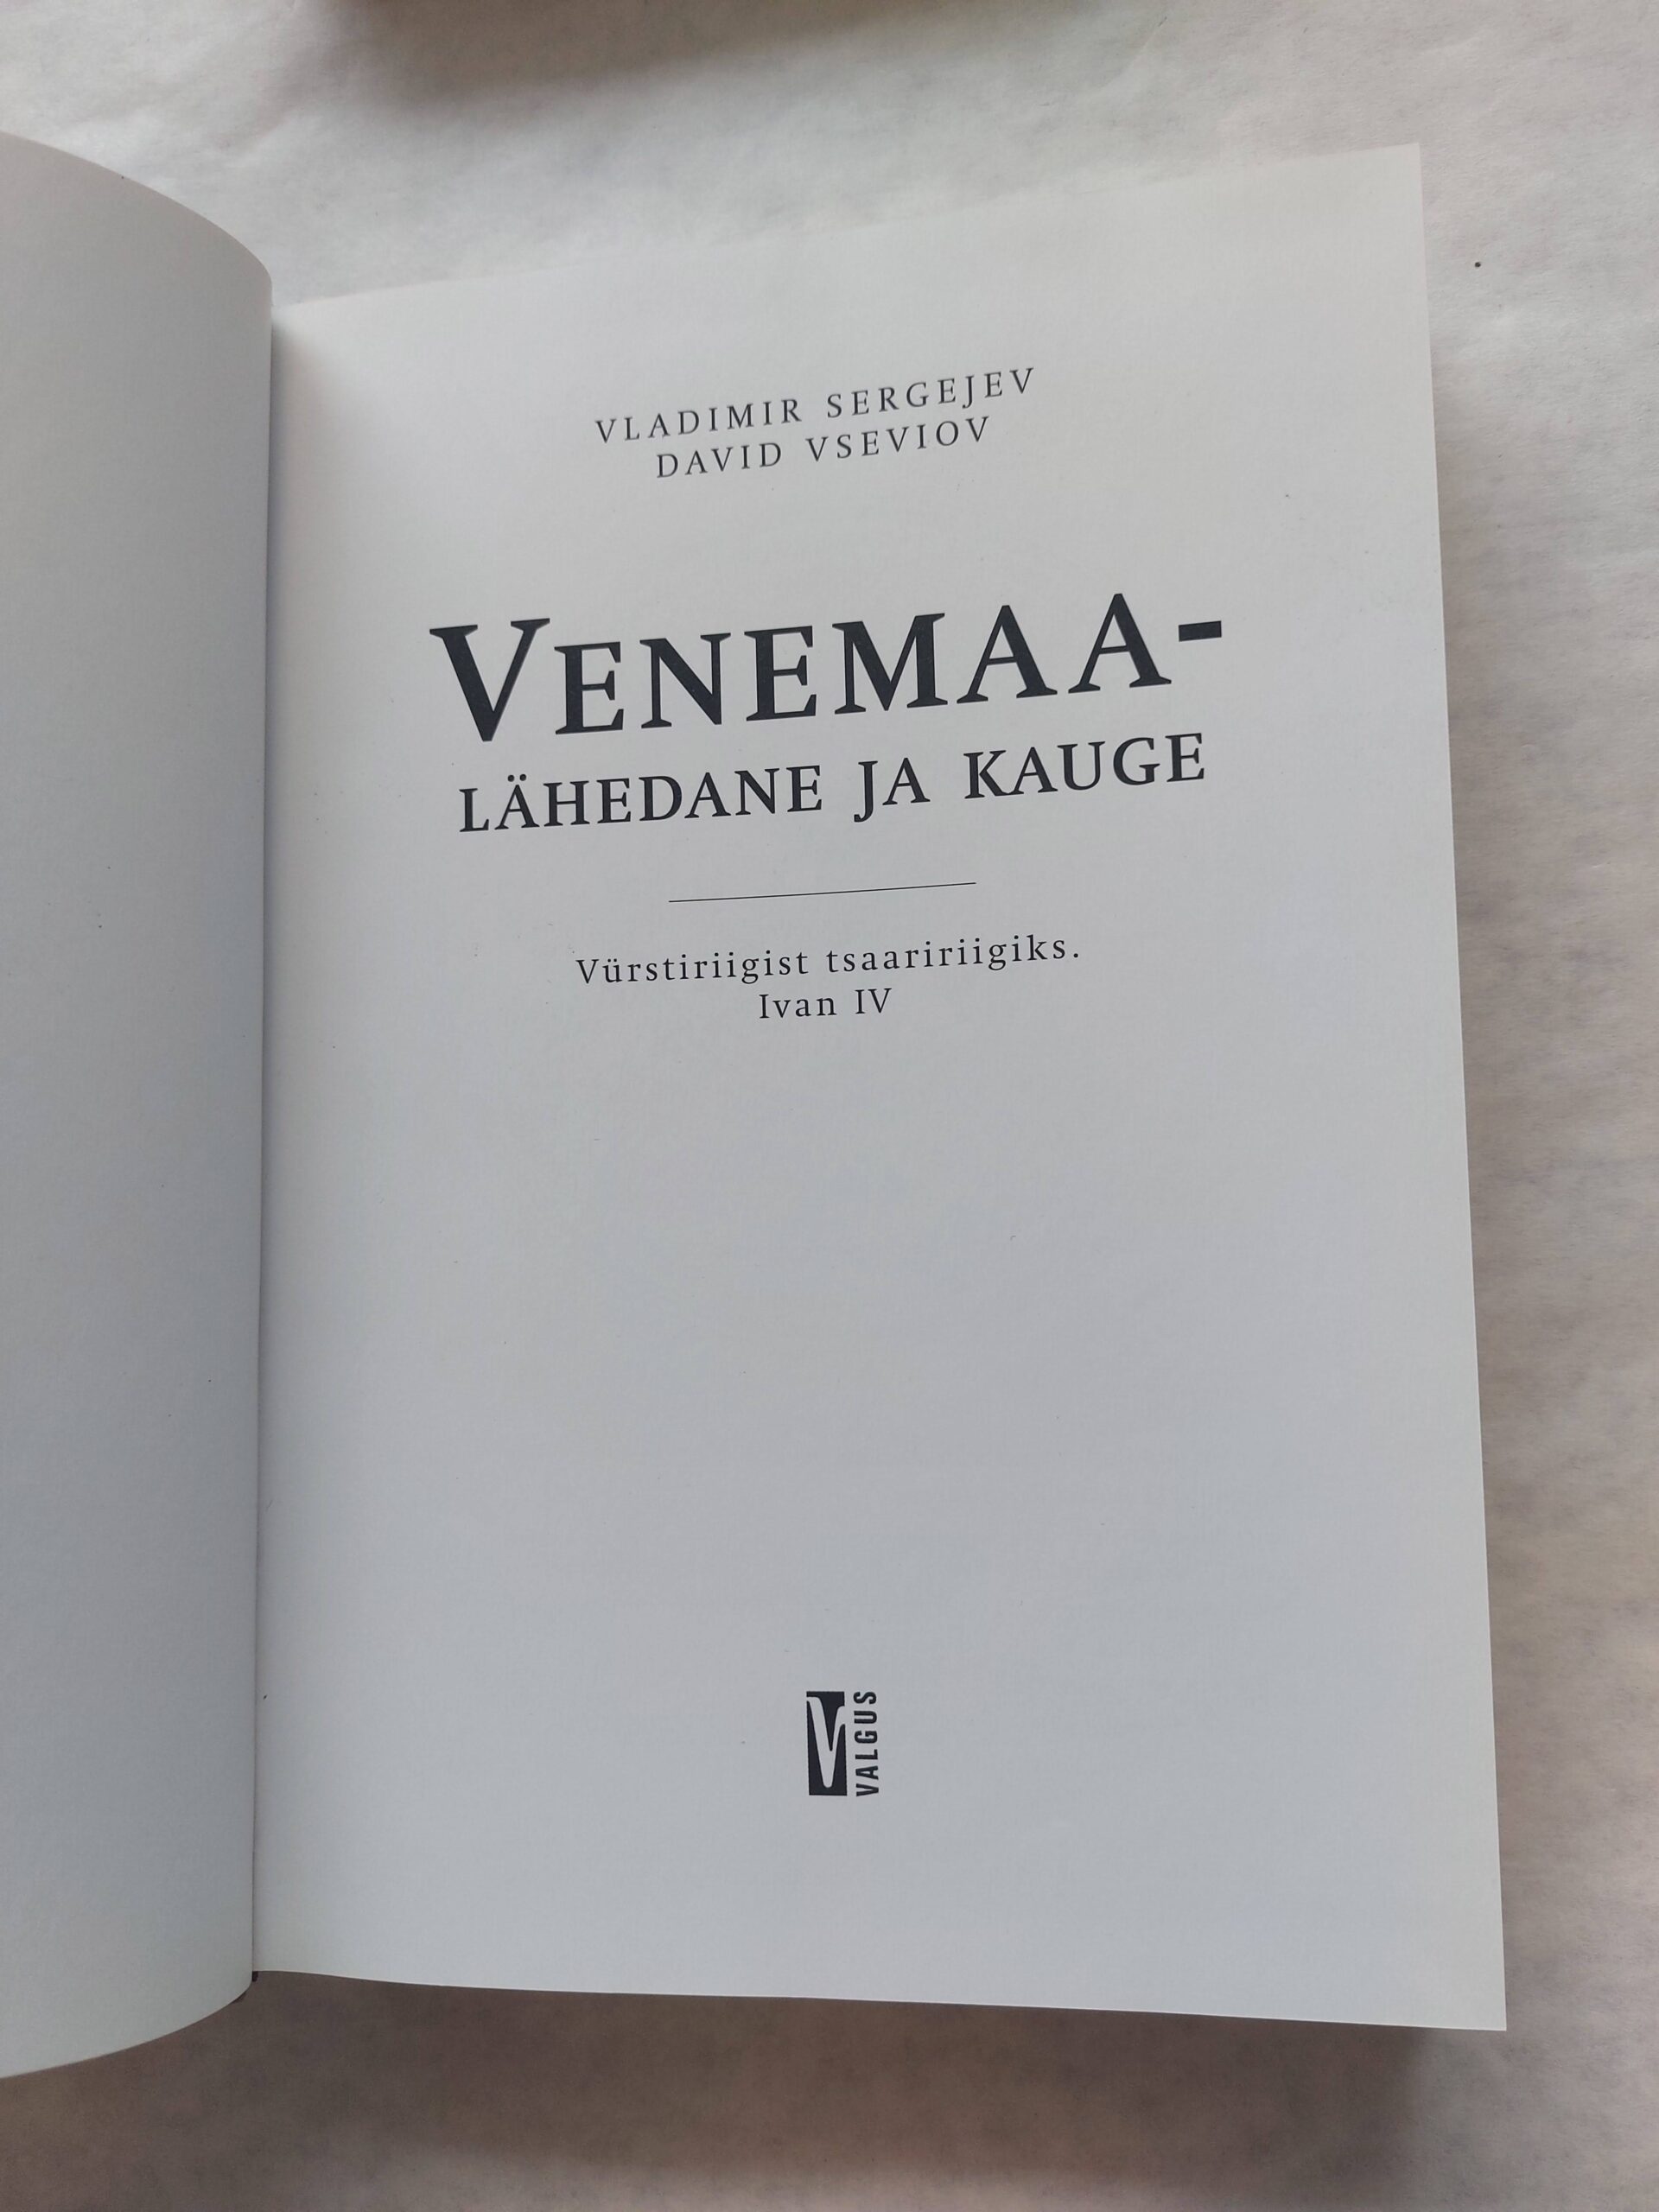 VLADIMIR SERGEJEV
DAVID VSEVIOV
VENEMAA-
LÄHEDANE JA KAUGE
Vürstiriigist tsaaririigiks.
Ivan IV
V
VALGUS